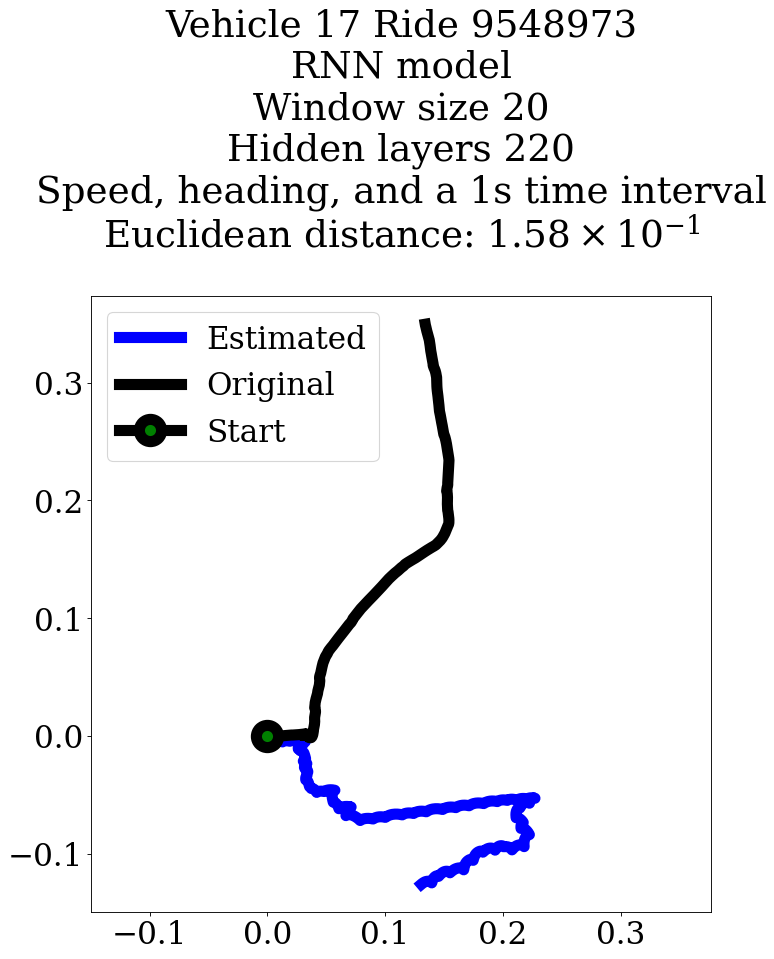 Vehicle 17 Ride 9548973
RNN model
Window size 20
Hidden layers 220
Speed, heading, and a 1s time interval
Euclidean distance: 1.58 × 10⁻¹
Estimated
Original
Start
0.3
0.2
0.1
0.0
−0.1
−0.1 0.0 0.1 0.2 0.3